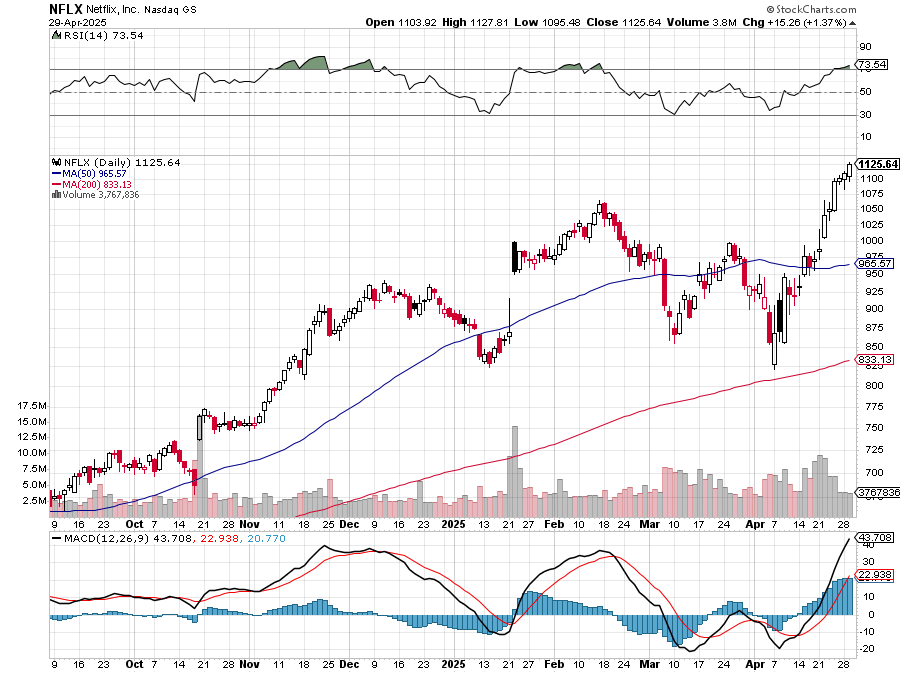 NFLX Netflix, Inc. Nasdaq GS
© StockCharts.com
29-Apr-2025
Open 1103.92 High 1127.81 Low 1095.48 Close 1125.64 Volume 3.8M Chg +15.26 (+1.37%)
RSI(14) 73.54
90
73.54
50
30
10
NFLX (Daily) 1125.64
MA(50) 965.57
MA(200) 833.13
Volume 3,767,836
1125.64
1100
1075
1050
1025
1000
975
965.57
950
925
900
875
850
833.13
825
800
775
750
725
700
3767836
17.5M
15.0M
12.5M
10.0M
7.5M
5.0M
2.5M
9 16 23 Oct 7 14 21 28 Nov 11 18 25 Dec 9 16 23 2025 13 21 27 Feb 10 18 24 Mar 10 17 24 Apr 7 14 21 28
MACD(12,26,9) 43.708, 22.938, 20.770
43.708
40
30
22.938
10
0
-10
-20
9 16 23 Oct 7 14 21 28 Nov 11 18 25 Dec 9 16 23 2025 13 21 27 Feb 10 18 24 Mar 10 17 24 Apr 7 14 21 28